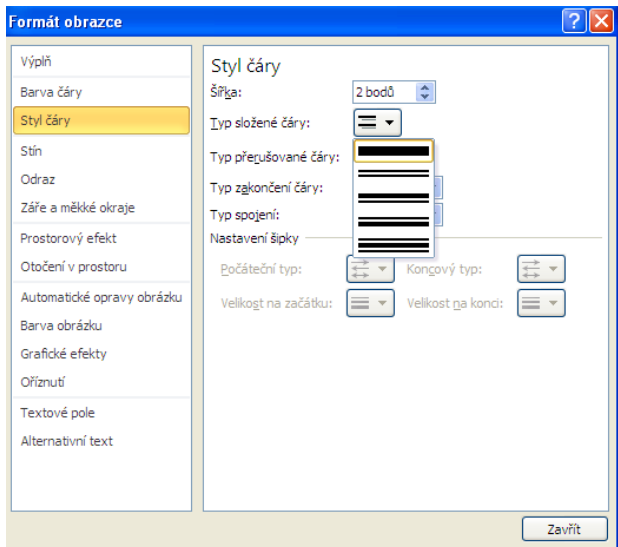 Formát obrazce
Výplň
Barva čáry
Styl čáry
Stín
Odraz
Záře a měkké okraje
Prostorový efekt
Otočení v prostoru
Automatické opravy obrázku
Barva obrázku
Grafické efekty
Oříznutí
Textové pole
Alternativní text
Styl čáry
Šířka: 2 bodů
Typ složené čáry:
Typ přerušované čáry:
Typ zakončení čáry:
Typ spojení:
Nastavení šipky
Počáteční typ: Koncový typ:
Velikost na začátku: Velikost na konci:
Zavřít